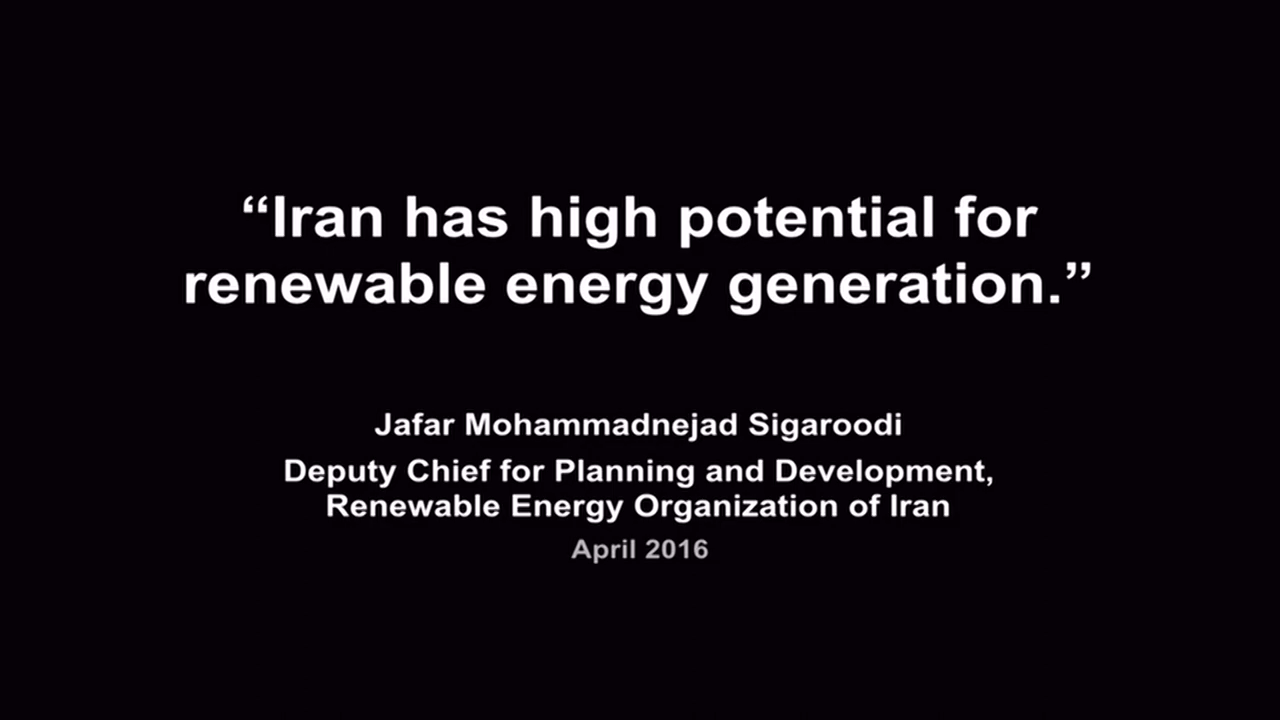 “Iran has high potential for
renewable energy generation.”
Jafar Mohammadnejad Sigaroodi
Deputy Chief for Planning and Development,
Renewable Energy Organization of Iran
April 2016